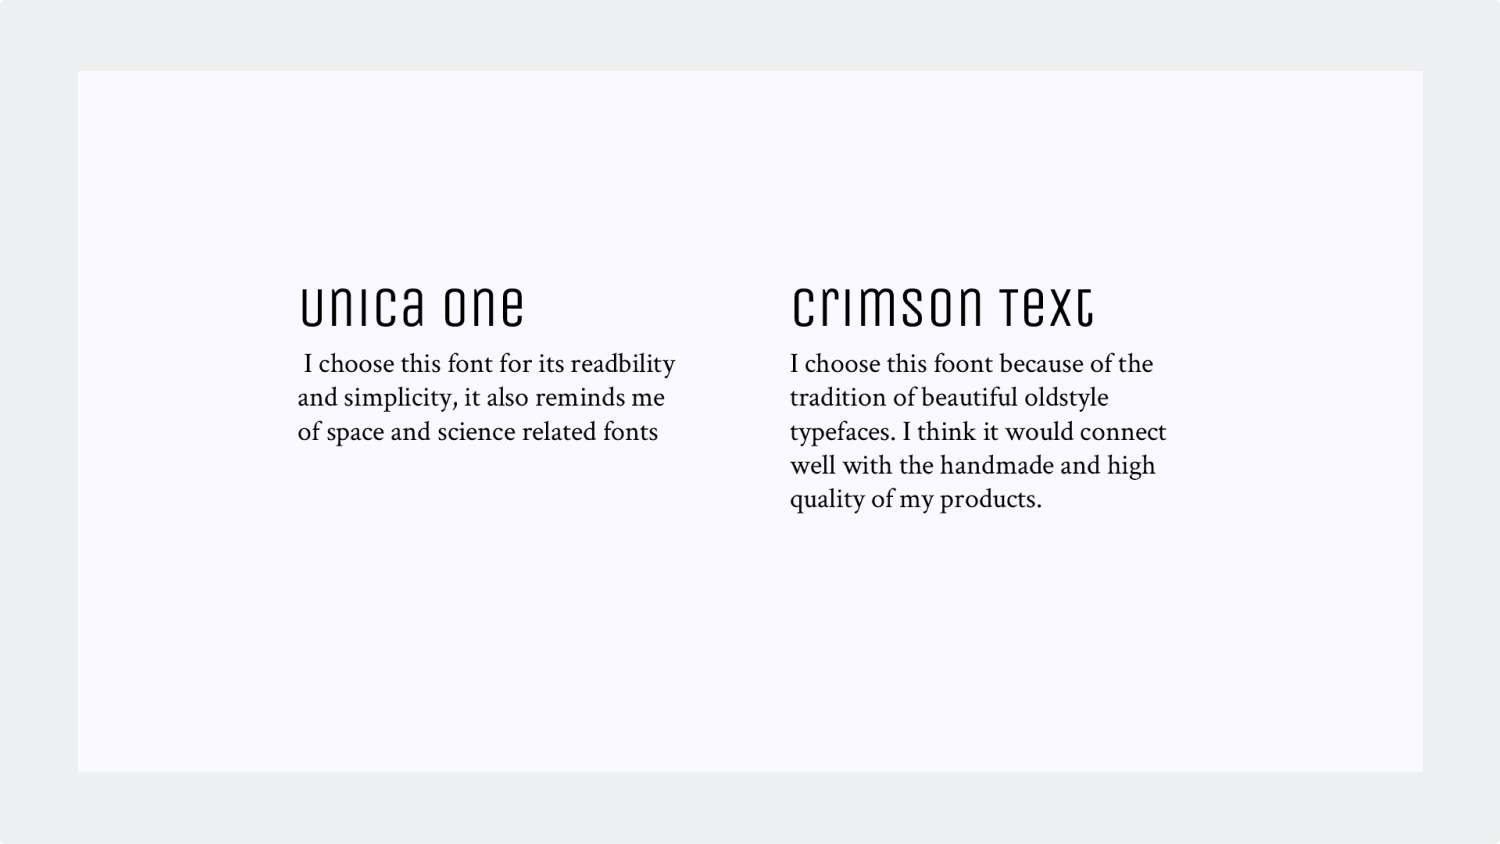 Unica One
I choose this font for its readbility
and simplicity, it also reminds me
of space and science related fonts
Crimson Text
I choose this foont because of the
tradition of beautiful oldstyle
typefaces. I think it would connect
well with the handmade and high
quality of my products.